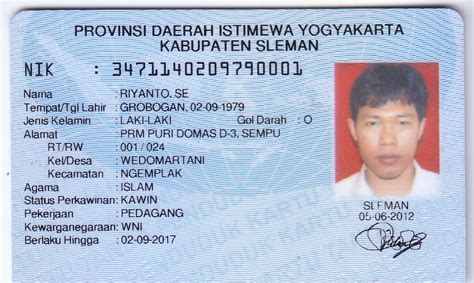 PROVINSI DAERAH ISTIMEWA YOGYAKARTA
KABUPATEN SLEMAN
NIK : 3471140209790001
Nama : RIYANTO. SE
Tempat/Tgl Lahir : GROBOGAN, 02-09-1979
Jenis Kelamin : LAKI-LAKI Gol Darah : O
Alamat : PRM PURI DOMAS D-3, SEMPU
RT/RW : 001 / 024
Kel/Desa : WEDOMARTANI
Kecamatan : NGEMPLAK
Agama : ISLAM
Status Perkawinan: KAWIN
Pekerjaan : PEDAGANG
Kewarganegaraan: WNI
Berlaku Hingga : 02-09-2017
SLEMAN
05-06-2012